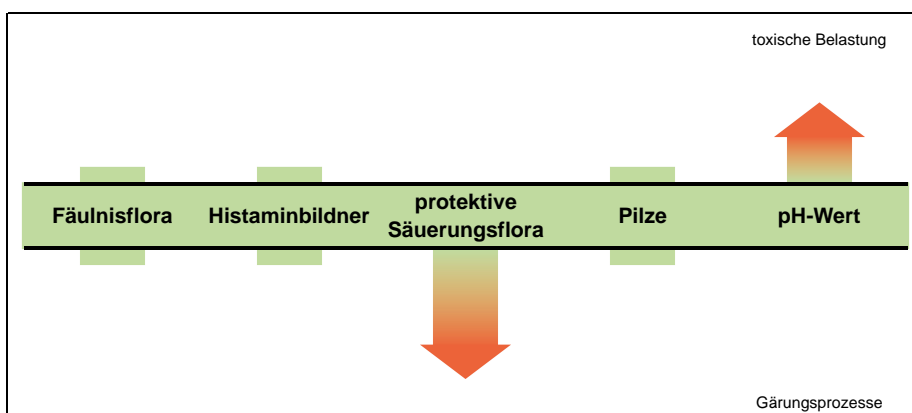 toxische Belastung
Fäulnisflora
Histaminbildner
protektive
Säuerungsflora
Pilze
pH-Wert
Gärungsprozesse